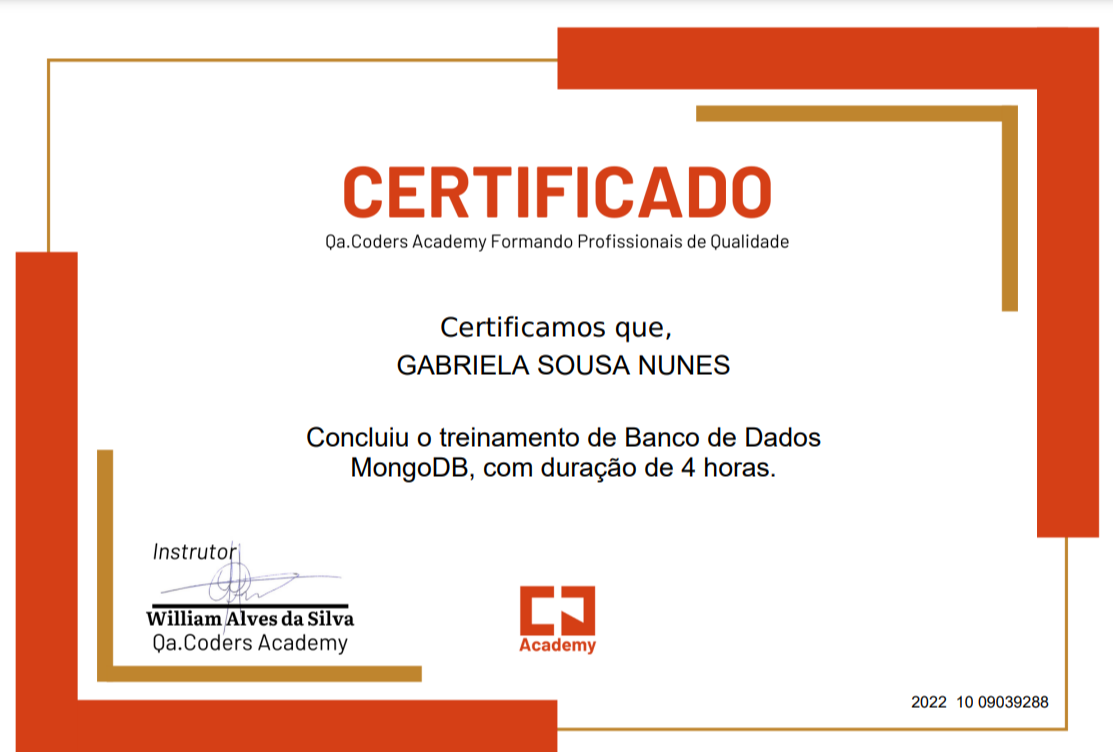 CERTIFICADO
Qa.Coders Academy Formando Profissionais de Qualidade
Certificamos que,
GABRIELA SOUSA NUNES
Concluiu o treinamento de Banco de Dados
MongoDB, com duração de 4 horas.
Instrutor
William Alves da Silva
Qa.Coders Academy
Academy
2022 10 09039288